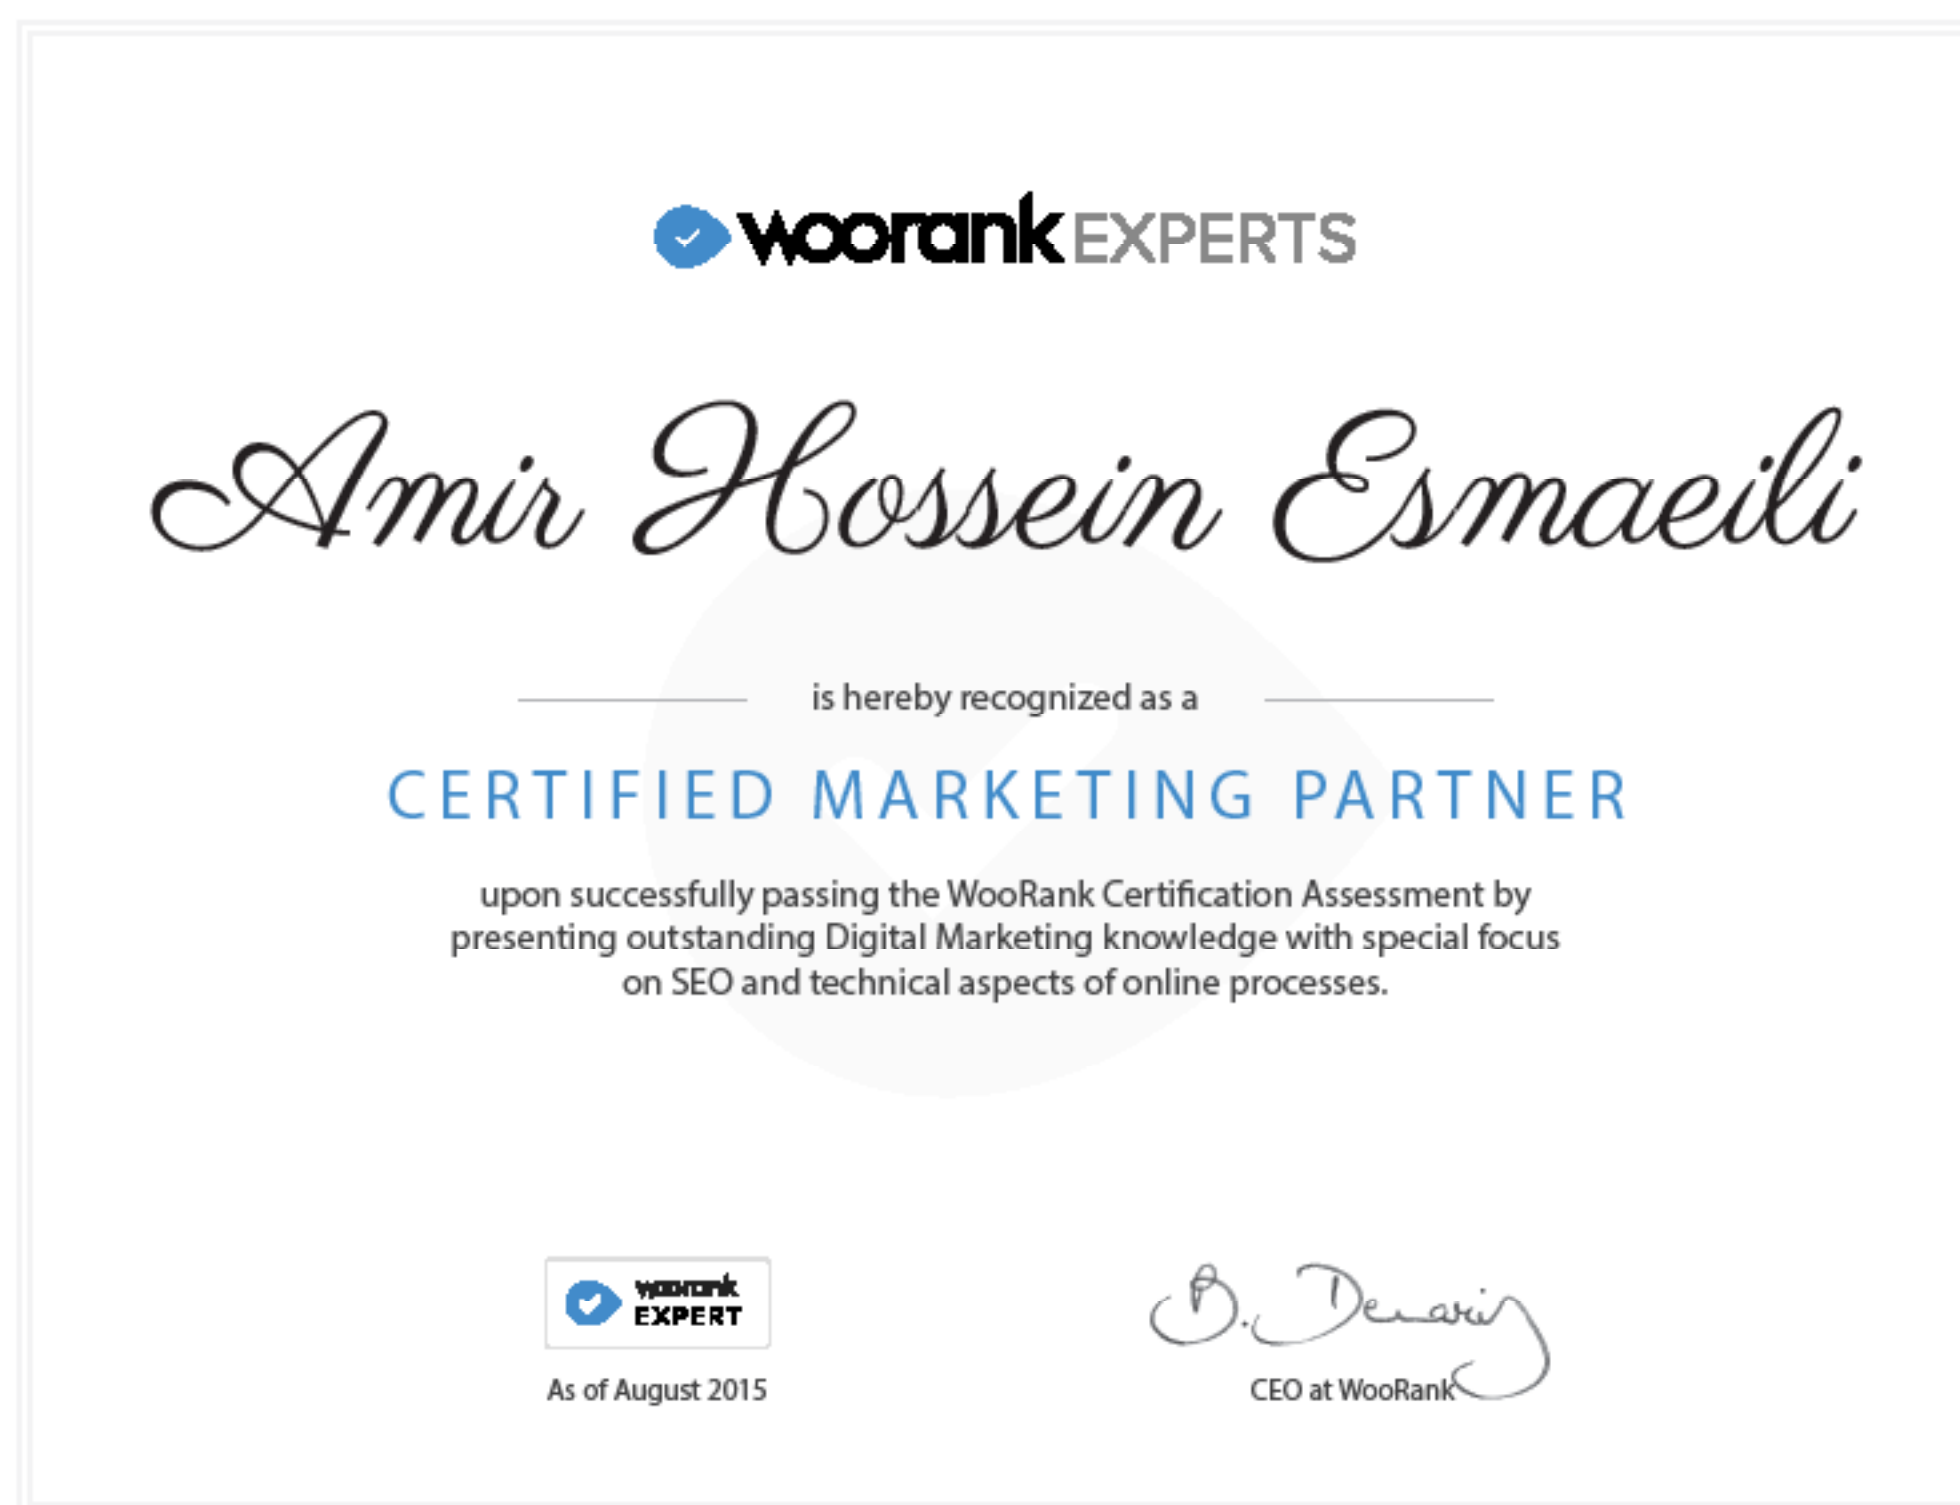 woorank EXPERTS
Amir Hossein Esmaeili
is hereby recognized as a
CERTIFIED MARKETING PARTNER
upon successfully passing the WooRank Certification Assessment by
presenting outstanding Digital Marketing knowledge with special focus
on SEO and technical aspects of online processes.
woorank
EXPERT
As of August 2015
B. Denarij
CEO at WooRank